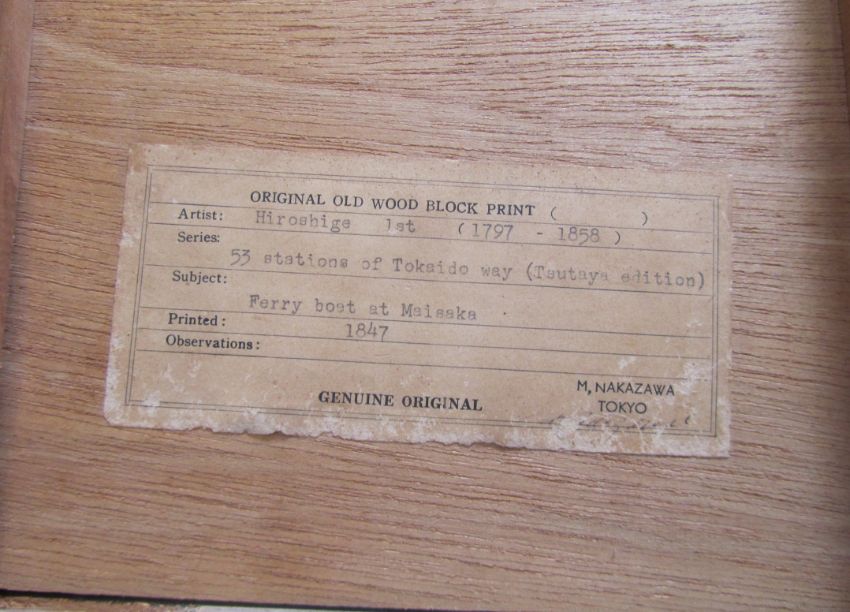 ORIGINAL OLD WOOD BLOCK PRINT ( )
Artist: Hiroshige 1st (1797 - 1858)
Series:
53 stations of Tokaido way (Tsutaya edition)
Subject:
Ferry boat at Maisaka
Printed: 1847
Observations:
GENUINE ORIGINAL
M, NAKAZAWA
TOKYO